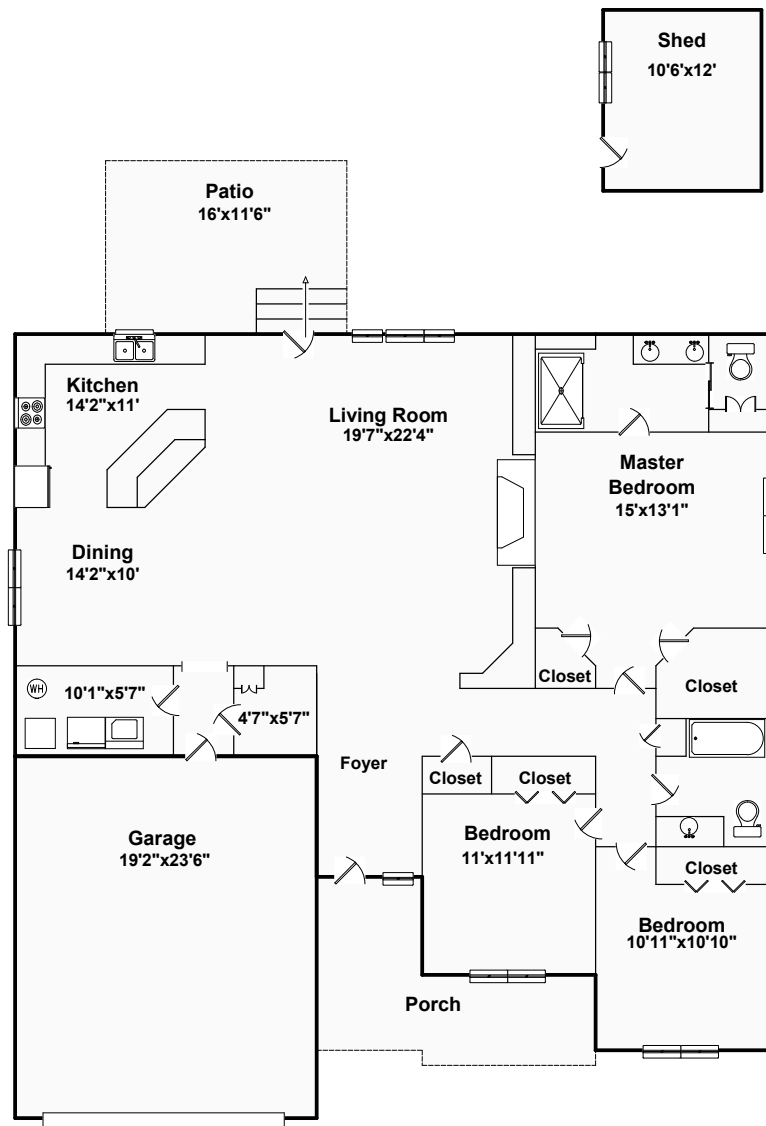 Shed
10'6'x12'
Patio
16'x11'6"
Kitchen
14'2"x11'
Living Room
19'7"x22'4"
Master
Bedroom
15'x13'1"
Dining
14'2"x10'
WH
10'1"x5'7"
4'7"x5'7"
Closet
Closet
Foyer
Closet
Closet
Garage
19'2"x23'6"
Bedroom
11'x11'11"
Closet
Bedroom
10'11"x10'10"
Porch